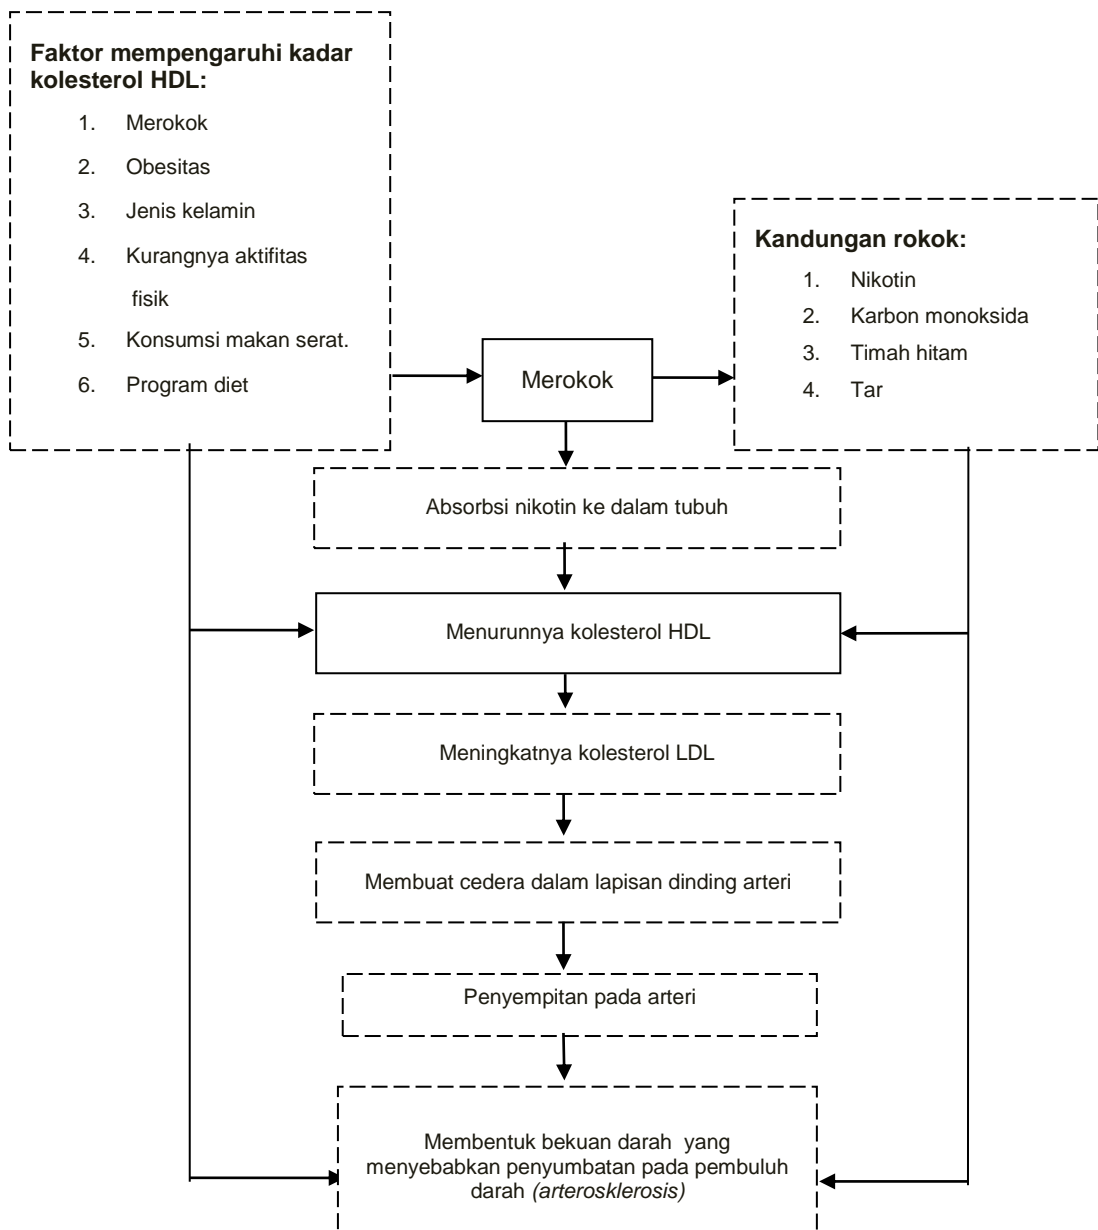 Faktor mempengaruhi kadar
kolesterol HDL:
1. Merokok
2. Obesitas
3. Jenis kelamin
4. Kurangnya aktifitas
fisik
5. Konsumsi makan serat.
6. Program diet
Kandungan rokok:
1. Nikotin
2. Karbon monoksida
3. Timah hitam
4. Tar
Merokok
Absorbsi nikotin ke dalam tubuh
Menurunnya kolesterol HDL
Meningkatnya kolesterol LDL
Membuat cedera dalam lapisan dinding arteri
Penyempitan pada arteri
Membentuk bekuan darah yang
menyebabkan penyumbatan pada pembuluh
darah (arterosklerosis)